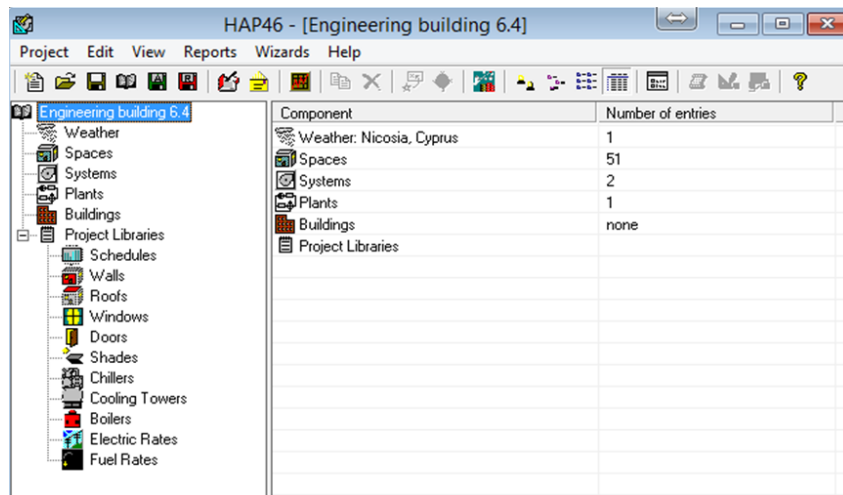 HAP46 - [Engineering building 6.4]
Project Edit View Reports Wizards Help
Engineering building 6.4
Weather
Spaces
Systems
Plants
Buildings
Project Libraries
Schedules
Walls
Roofs
Windows
Doors
Shades
Chillers
Cooling Towers
Boilers
Electric Rates
Fuel Rates
Component Number of entries
Weather: Nicosia, Cyprus 1
Spaces 51
Systems 2
Plants 1
Buildings none
Project Libraries